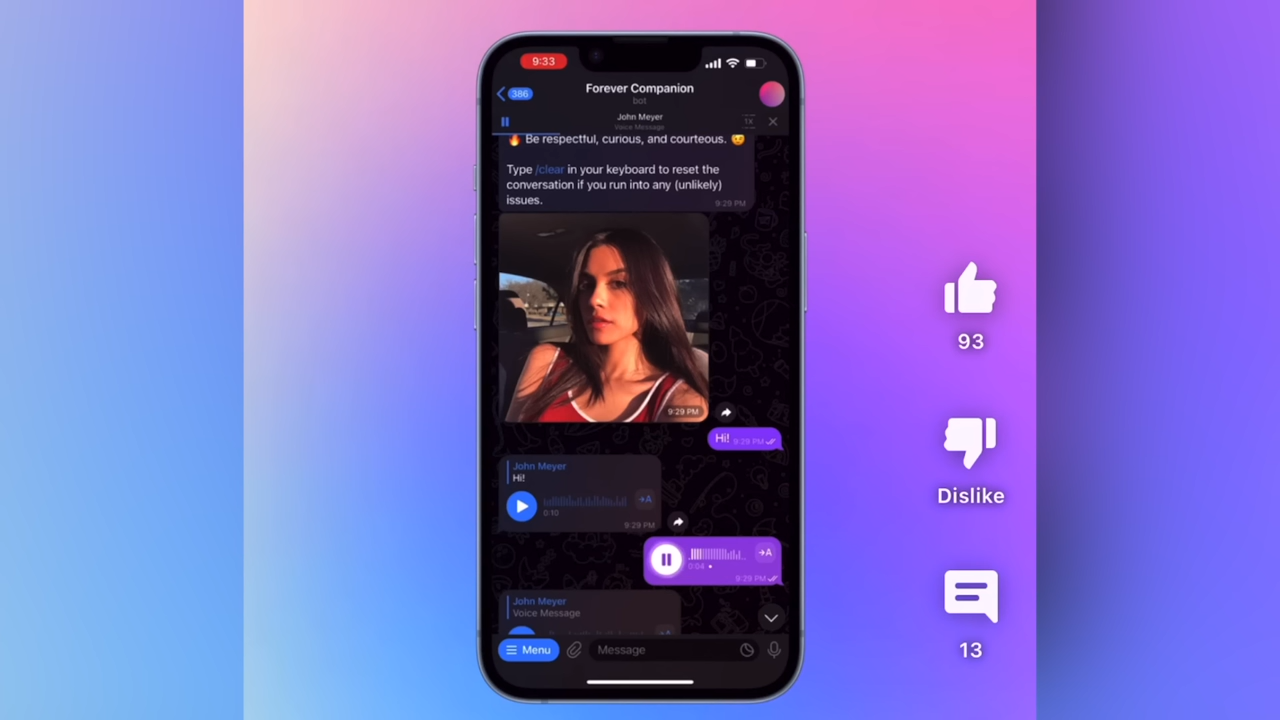 9:33
386
Forever Companion
bot
John Meyer
Voice Message
1X
🔥 Be respectful, curious, and courteous. 😉
Type /clear in your keyboard to reset the
conversation if you run into any (unlikely)
issues.
9:29 PM
9:29 PM
Hi! 9:29 PM
John Meyer
Hi!
→A
0:10
9:29 PM
→A
0:04
9:29 PM
John Meyer
Voice Message
→A
Menu
Message
93
Dislike
13